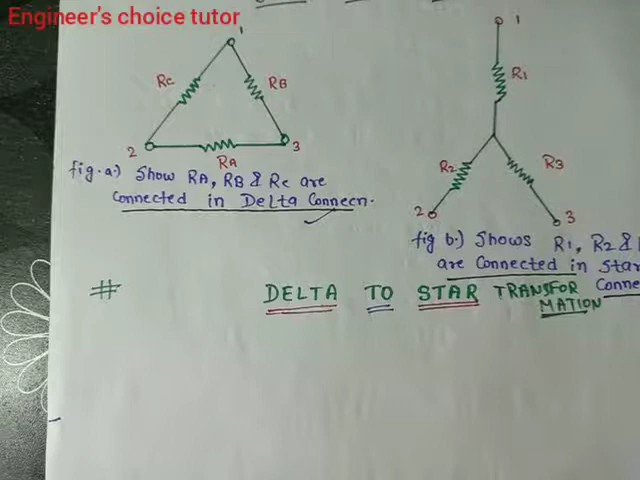 Engineer's choice tutor
1
Rc
RB
2
3
RA
fig.a:) Show RA, RB & Rc are
Connected in Delta Connecn.
1
R1
R2
R3
2
3
fig b.) Shows R1, R2 &
are Connected in Star
Conne
# DELTA TO STAR TRANSFOR
MATION